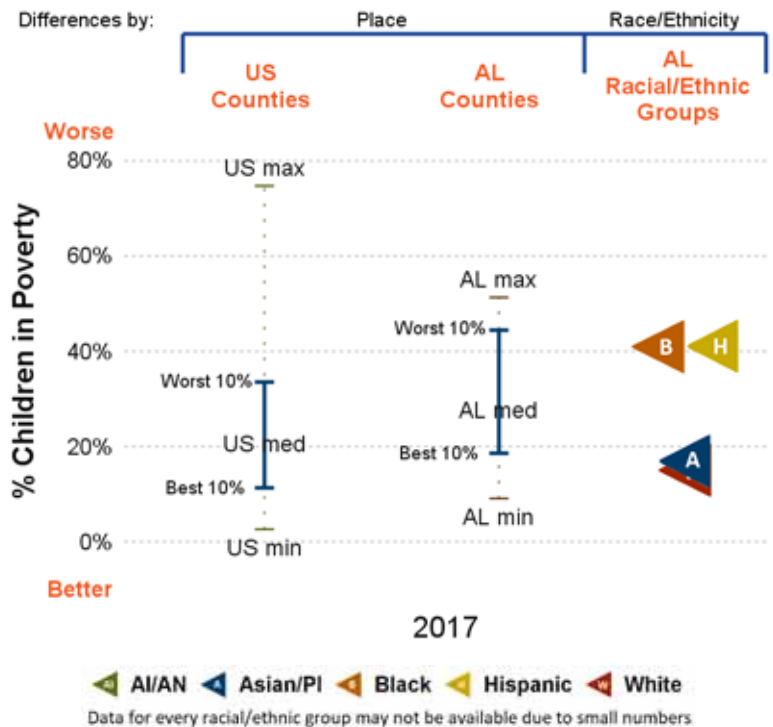 Differences by: Place Race/Ethnicity
US Counties
AL Counties
AL Racial/Ethnic Groups
Worse
% Children in Poverty
80%
US max
60%
AL max
Worst 10%
40%
B H
Worst 10%
AL med
US med
20%
Best 10%
A
Best 10%
AL min
0%
US min
Better
2017
AI AI/AN A Asian/PI B Black H Hispanic W White
Data for every racial/ethnic group may not be available due to small numbers